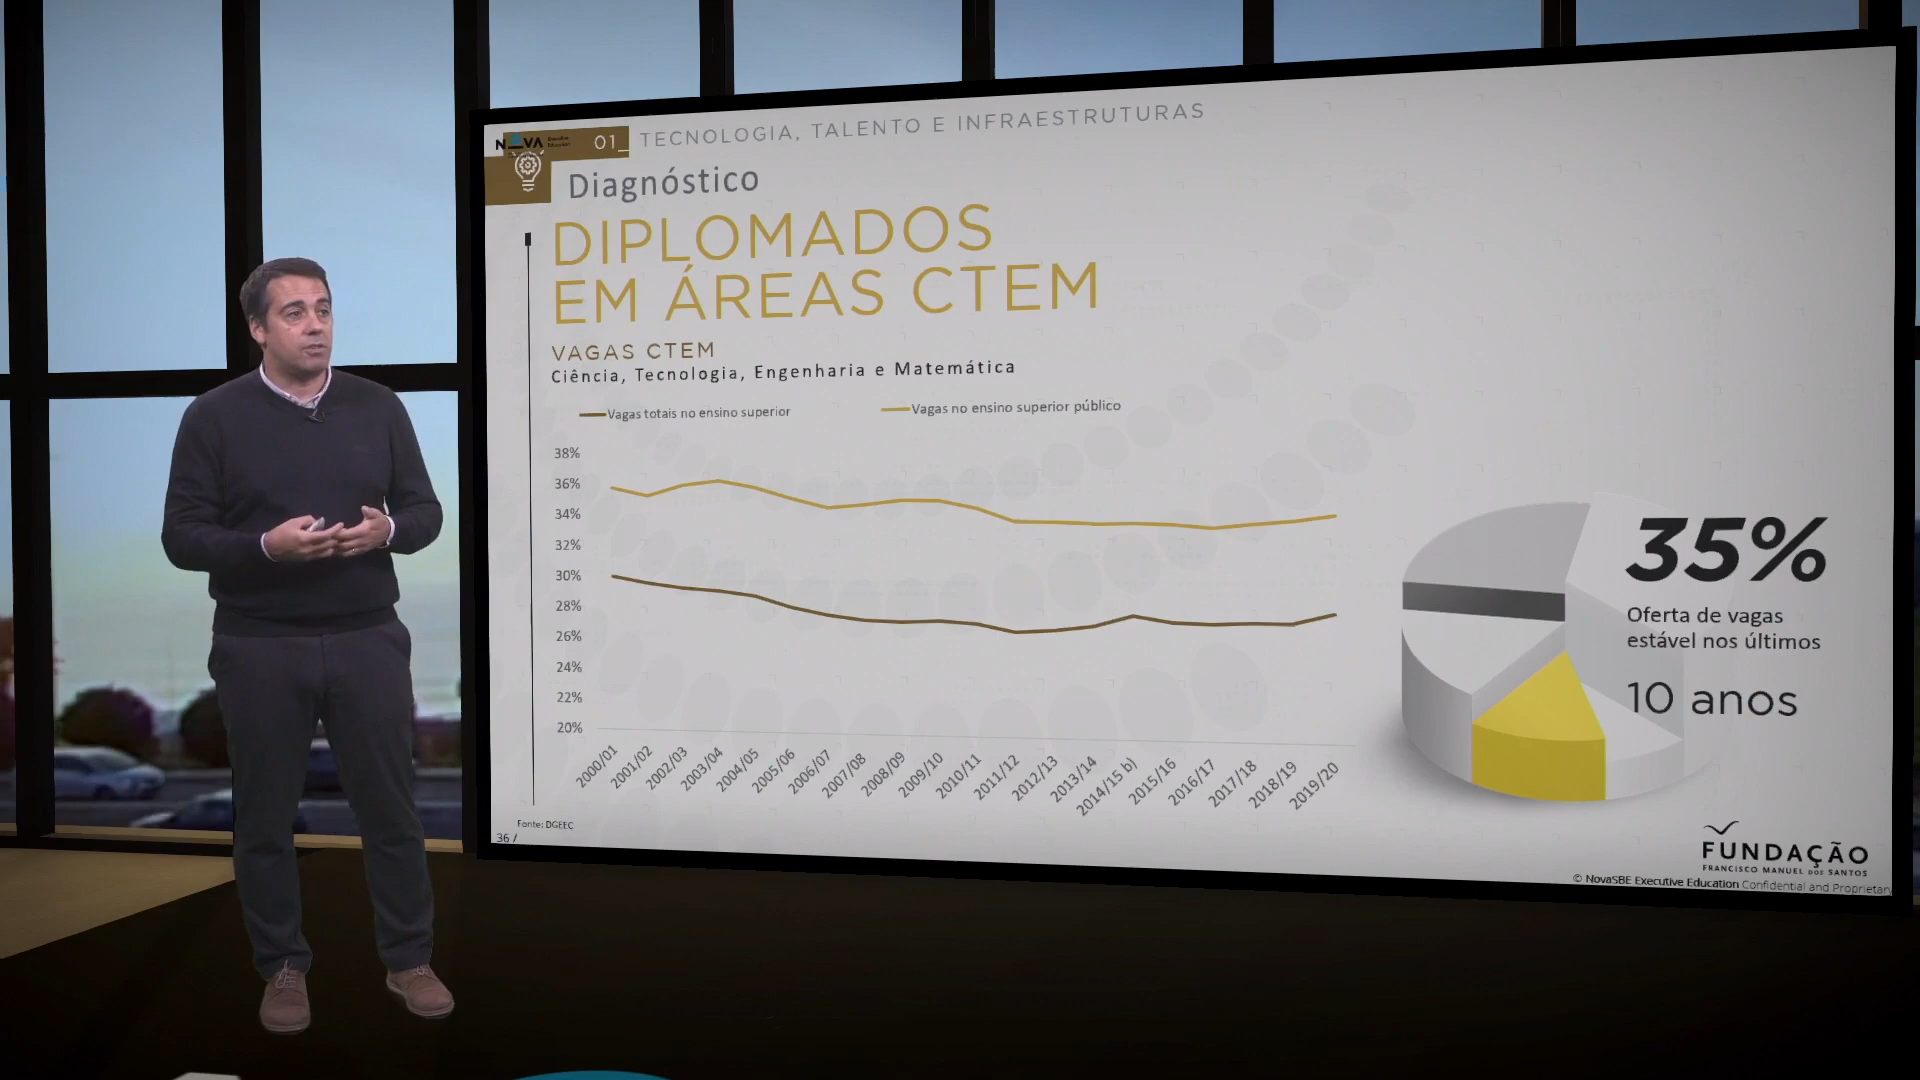 NOVA
01_ TECNOLOGIA, TALENTO E INFRAESTRUTURAS
Diagnóstico
DIPLOMADOS
EM ÁREAS CTEM
VAGAS CTEM
Ciência, Tecnologia, Engenharia e Matemática
Vagas totais no ensino superior
Vagas no ensino superior público
38%
36%
34%
32%
30%
28%
26%
24%
22%
20%
2000/01
2001/02
2002/03
2003/04
2004/05
2005/06
2006/07
2007/08
2008/09
2009/10
2010/11
2011/12
2012/13
2013/14
2014/15 b)
2015/16
2016/17
2017/18
2018/19
2019/20
35%
Oferta de vagas
estável nos últimos
10 anos
Fonte: DGEEC
36 /
FUNDAÇÃO
FRANCISCO MANUEL DOS SANTOS
© NovaSBE Executive Education Confidential and Proprietary